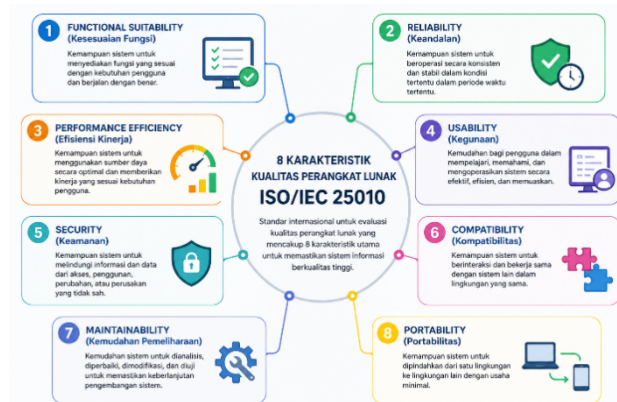 1
FUNCTIONAL SUITABILITY
(Kesesuaian Fungsi)
Kemampuan sistem untuk
menyediakan fungsi yang sesuai
dengan kebutuhan pengguna
dan berjalan dengan benar.
2
RELIABILITY
(Keandalan)
Kemampuan sistem untuk
beroperasi secara konsisten
dan stabil dalam kondisi
tertentu dalam periode waktu
tertentu.
3
PERFORMANCE EFFICIENCY
(Efisiensi Kinerja)
Kemampuan sistem untuk
menggunakan sumber daya
secara optimal dan memberikan
kinerja yang sesuai kebutuhan
pengguna.
4
USABILITY
(Kegunaan)
Kemudahan bagi pengguna dalam
mempelajari, memahami, dan
mengoperasikan sistem secara
efektif, efisien, dan memuaskan.
8 KARAKTERISTIK
KUALITAS PERANGKAT LUNAK
ISO/IEC 25010
Standar internasional untuk evaluasi
kualitas perangkat lunak yang
mencakup 8 karakteristik utama
untuk memastikan sistem informasi
berkualitas tinggi.
5
SECURITY
(Keamanan)
Kemampuan sistem untuk
melindungi informasi dan data
dari akses, penggunan,
perubahan, atau perusakan
yang tidak sah.
6
COMPATIBILITY
(Kompatibilitas)
Kemampuan sistem untuk
berinteraksi dan bekerja sama
dengan sistem lain dalam
lingkungan yang sama.
7
MAINTAINABILITY
(Kemudahan Pemeliharaan)
Kemudahan sistem untuk dianalisis,
diperbaiki, dimodifikasi, dan diuji
untuk memastikan keberlanjutan
pengembangan sistem.
8
PORTABILITY
(Portabilitas)
Kemampuan sistem untuk
dipindahkan dari satu lingkungan
ke lingkungan lain dengan usaha
minimal.